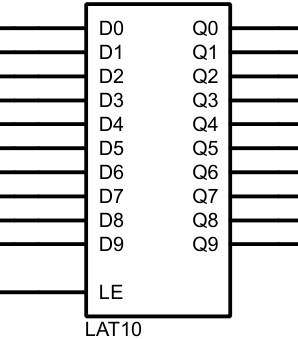 D0 Q0
D1 Q1
D2 Q2
D3 Q3
D4 Q4
D5 Q5
D6 Q6
D7 Q7
D8 Q8
D9 Q9
LE
LAT10